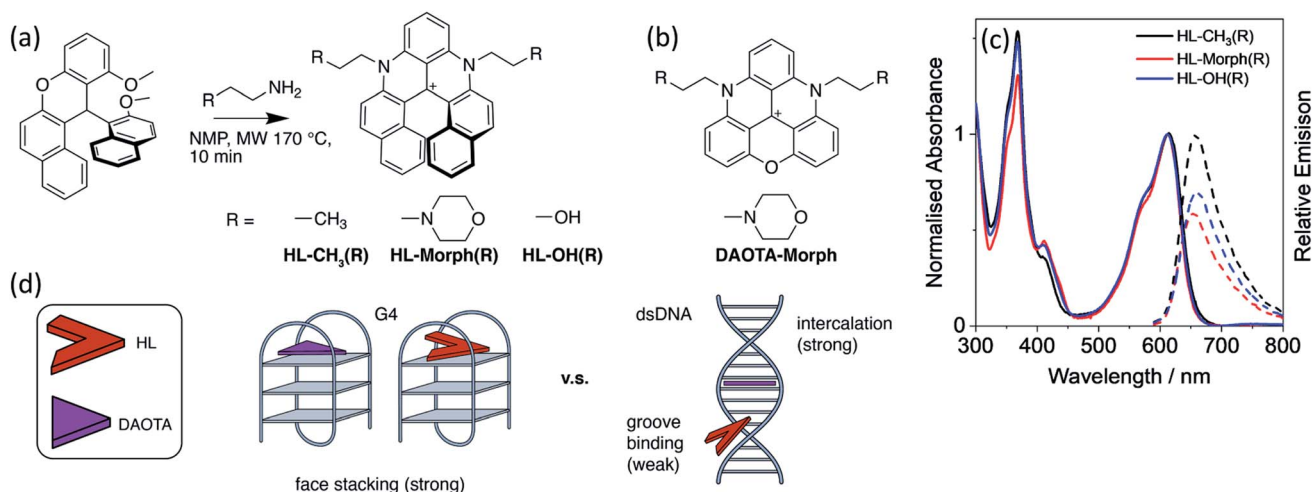 (a)
O
O
O
R
NH2
NMP, MW 170 °C,
10 min
R
N
N
R
+
R =
—CH3
—N
O
—OH
HL-CH3(R)
HL-Morph(R)
HL-OH(R)
(b)
R
N
N
R
+
O
—N
O
DAOTA-Morph
(c)
HL-CH3(R)
HL-Morph(R)
HL-OH(R)
Normalised Absorbance
Relative Emisison
1
0
300 400 500 600 700 800
Wavelength / nm
(d)
HL
DAOTA
G4
face stacking (strong)
v.s.
dsDNA
intercalation
(strong)
groove
binding
(weak)